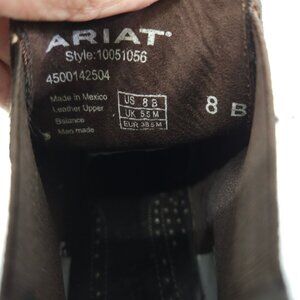 ARIAT
Style:10051056
4500142504
Made in Mexico
Leather Upper
Balance
Man made
US 8 B
UK 5.5 M
EUR 38.5 M
8 B